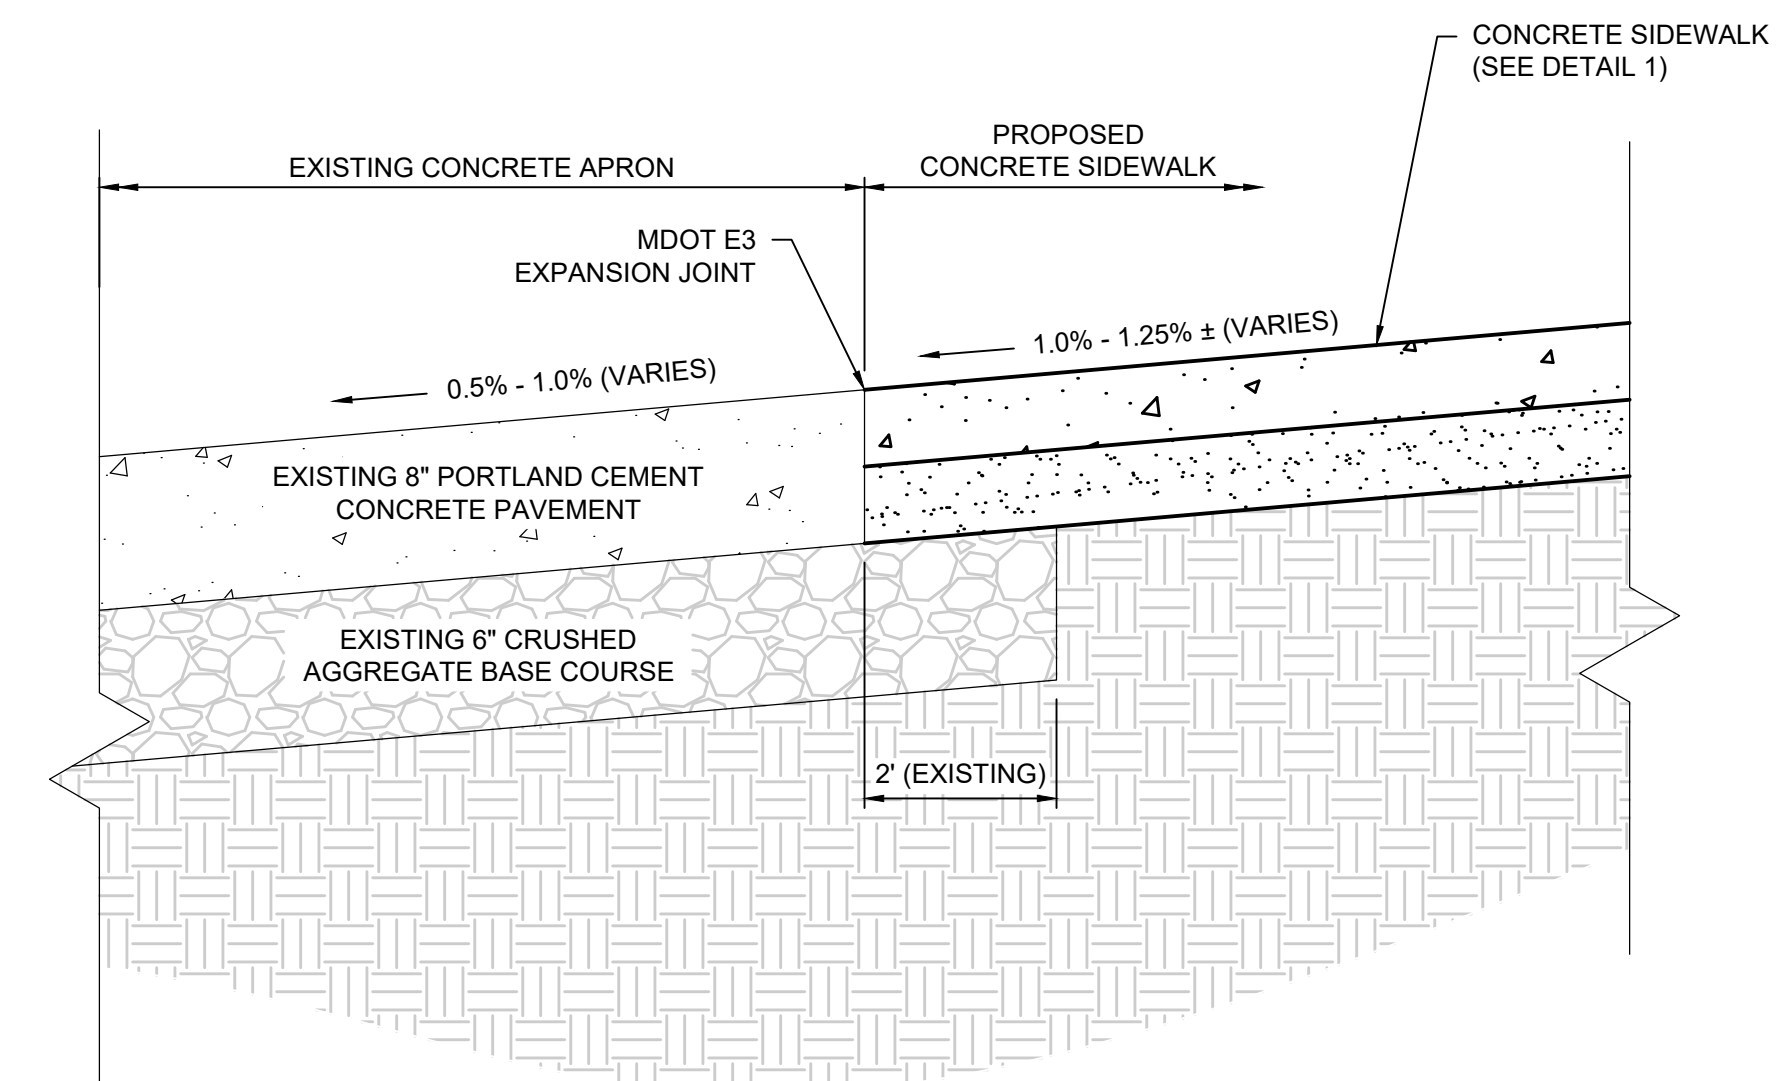 CONCRETE SIDEWALK
(SEE DETAIL 1)
PROPOSED
CONCRETE SIDEWALK
EXISTING CONCRETE APRON
MDOT E3
EXPANSION JOINT
1.0% - 1.25% ± (VARIES)
0.5% - 1.0% (VARIES)
EXISTING 8" PORTLAND CEMENT
CONCRETE PAVEMENT
EXISTING 6" CRUSHED
AGGREGATE BASE COURSE
2' (EXISTING)